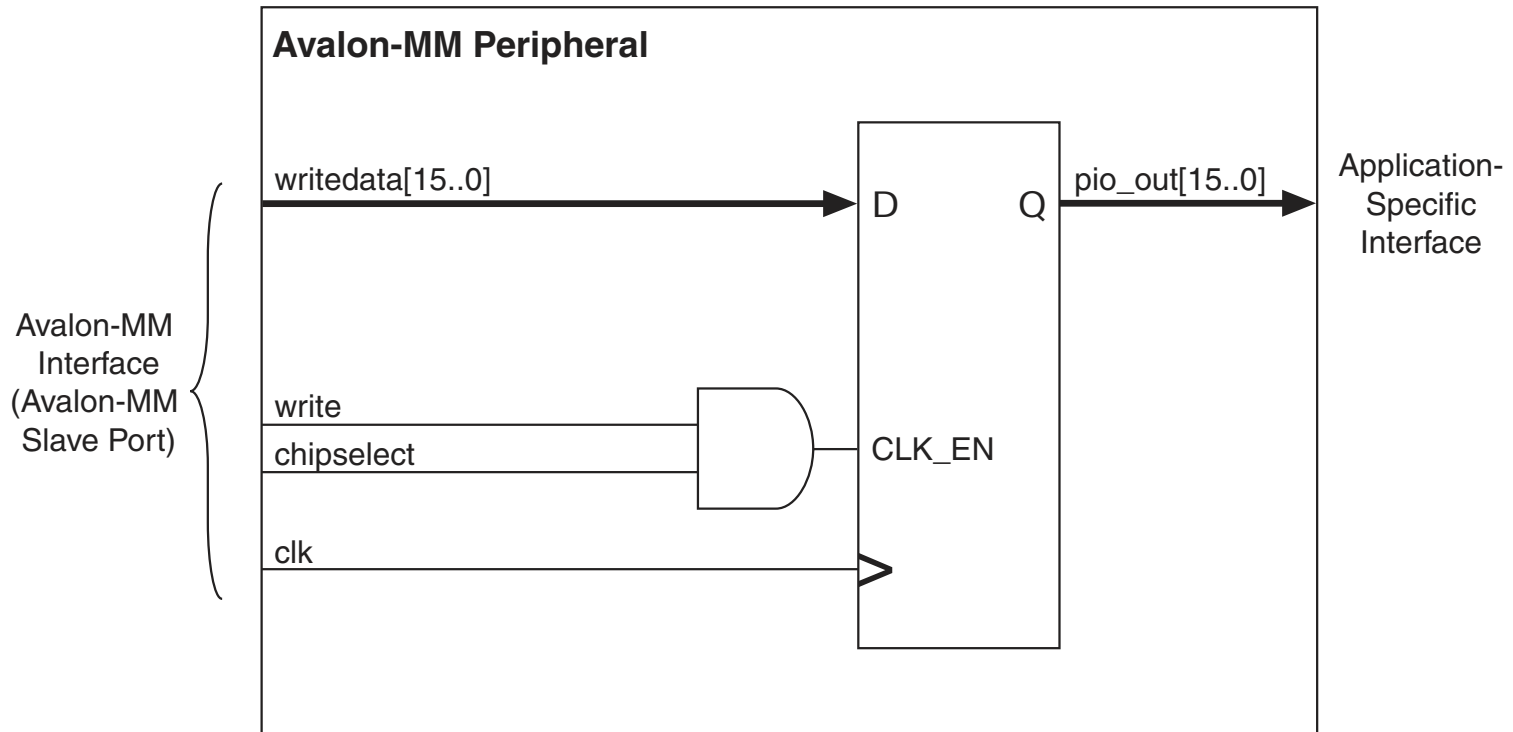 Avalon-MM Peripheral
writedata[15..0]
D
Q
pio_out[15..0]
Application-
Specific
Interface
Avalon-MM
Interface
(Avalon-MM
Slave Port)
write
chipselect
CLK_EN
clk